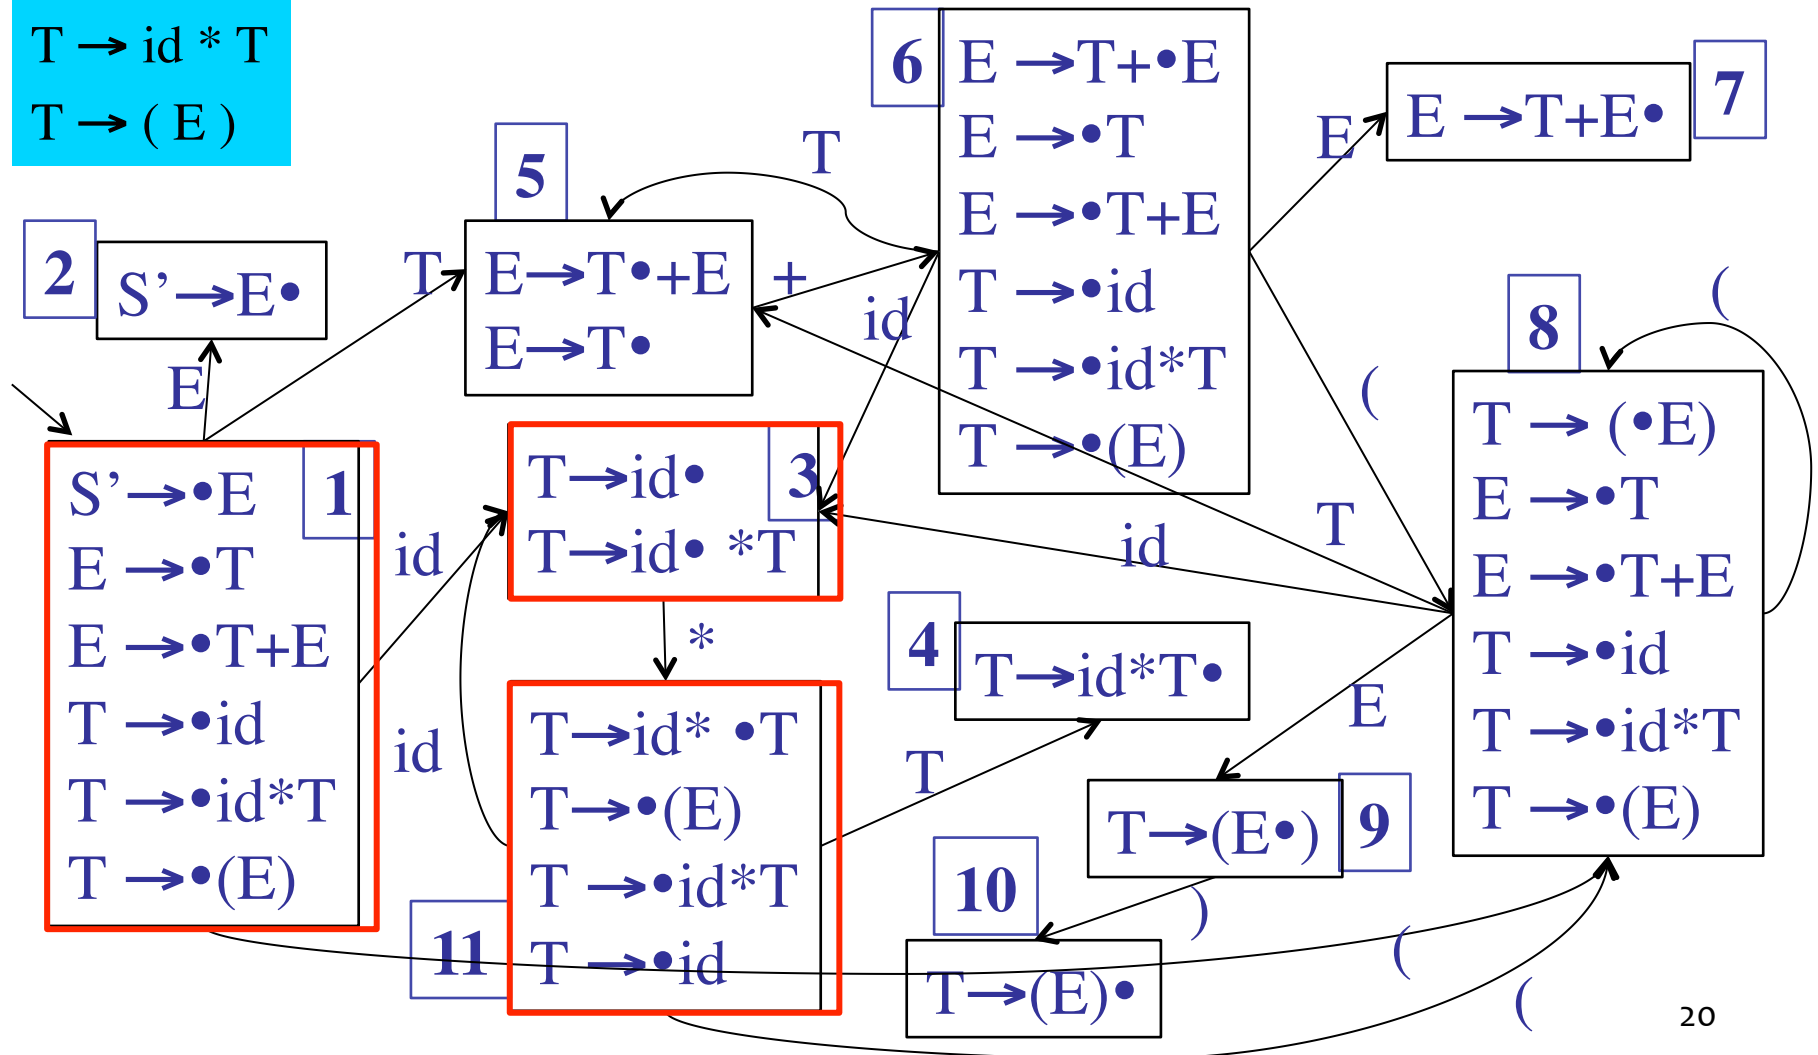 T → id * T
T → ( E )
6
E →T+•E
E →•T
E →•T+E
T →•id
T →•id*T
T →•(E)
E
E →T+E•
7
T
5
E→T•+E
E→T•
+
id
2
S’→E•
E
T
1
S’→•E
E →•T
E →•T+E
T →•id
T →•id*T
T →•(E)
id
3
T→id•
T→id• *T
*
id
id
T
(
8
(
T → (•E)
E →•T
E →•T+E
T →•id
T →•id*T
T →•(E)
11
T→id* •T
T→•(E)
T →•id*T
T →•id
T
4
T→id*T•
E
9
T→(E•)
)
10
T→(E)•
(
(
20